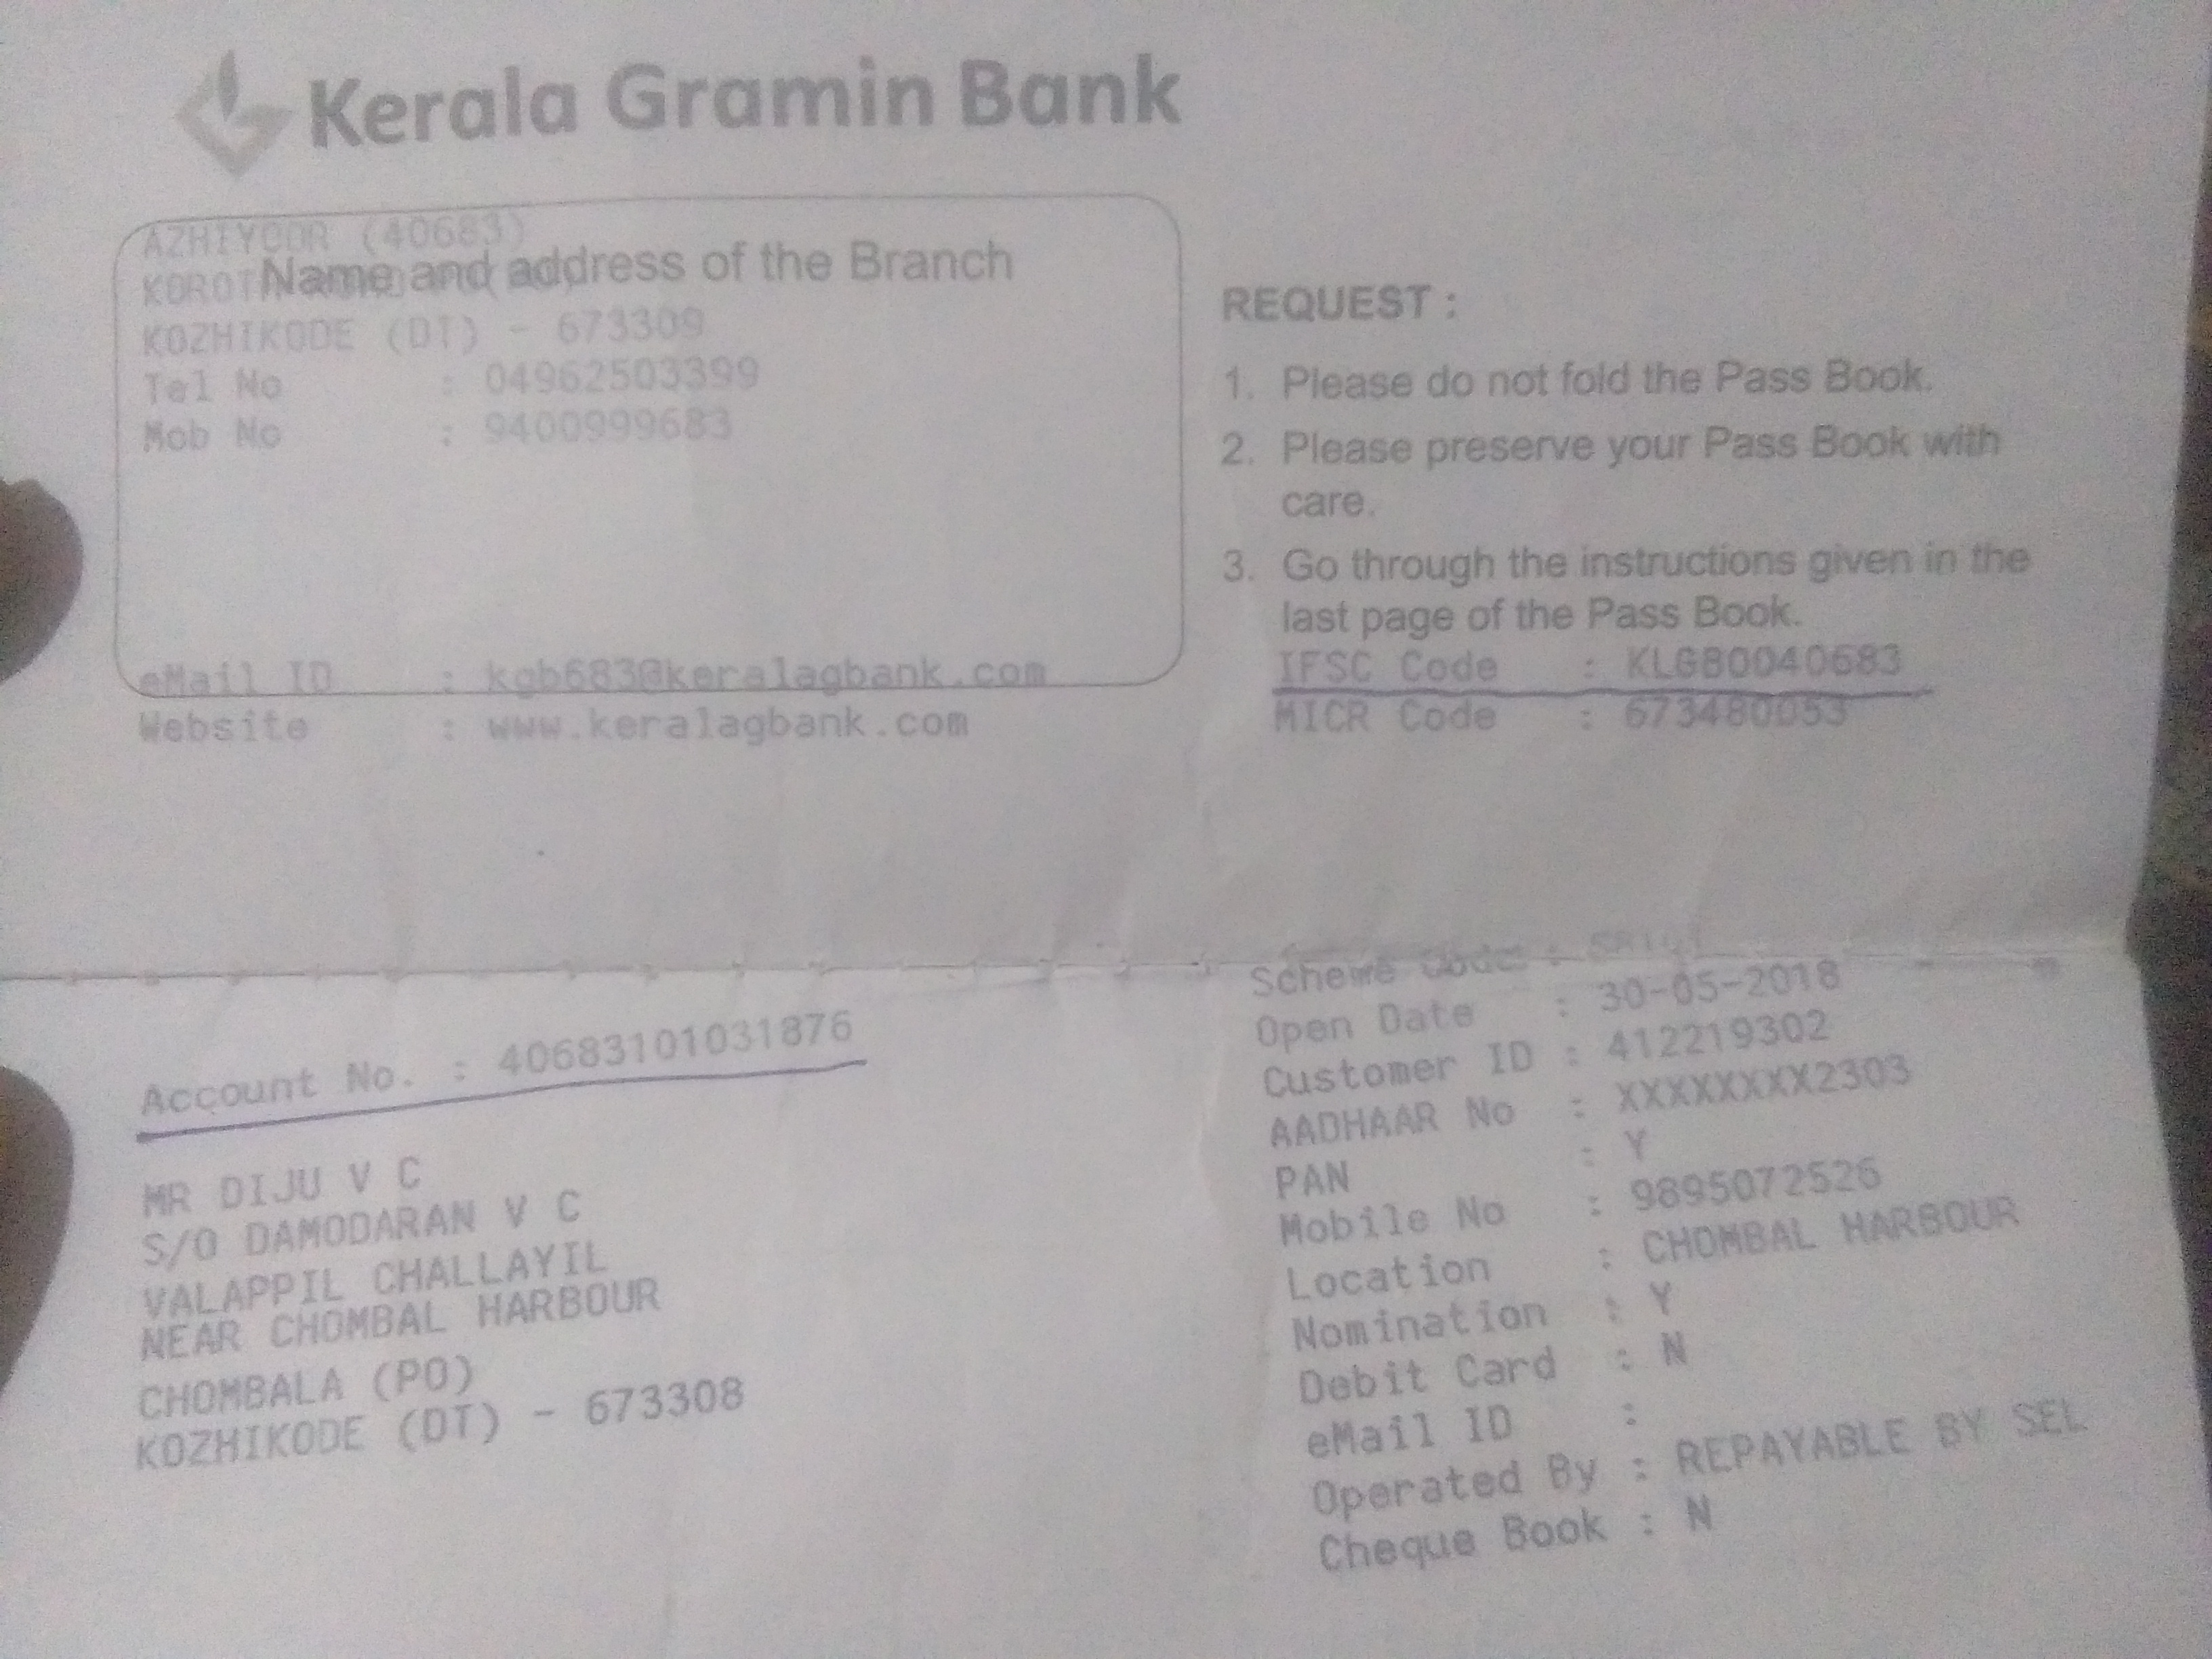 Kerala Gramin Bank
AZHIYOOR (40683)
Name and address of the Branch
KOZHIKODE (DT) - 673309
Tel No : 04962503399
Mob No : 9400999683
eMail ID : kgb683@keralagbank.com
Website : www.keralagbank.com
REQUEST :
1. Please do not fold the Pass Book.
2. Please preserve your Pass Book with
care.
3. Go through the instructions given in the
last page of the Pass Book.
IFSC Code : KLGB0040683
MICR Code : 673480053
Account No. : 40683101031876
MR DIJU V C
S/O DAMODARAN V C
VALAPPIL CHALLAYIL
NEAR CHOMBAL HARBOUR
CHOMBALA (PO)
KOZHIKODE (DT) - 673308
Scheme Code :
Open Date : 30-05-2018
Customer ID : 412219302
AADHAAR No : XXXXXXXX2303
PAN : Y
Mobile No : 9895072526
Location : CHOMBAL HARBOUR
Nomination : Y
Debit Card : N
eMail ID :
Operated By : REPAYABLE BY SEL
Cheque Book : N